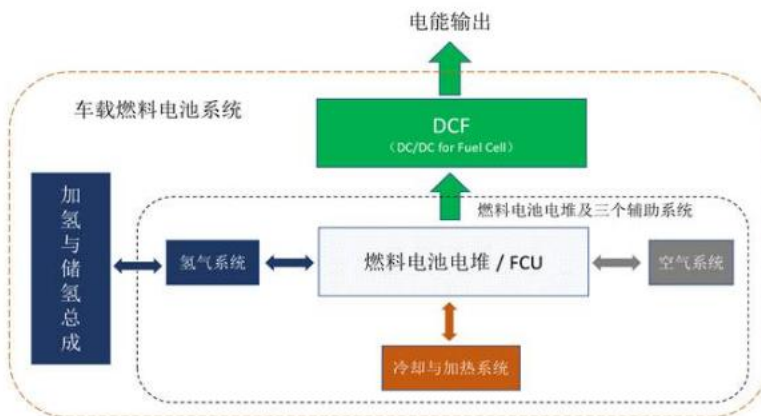 电能输出
车载燃料电池系统
DCF
（DC/DC for Fuel Cell）
加氢与储氢总成
燃料电池电堆及三个辅助系统
氢气系统
燃料电池电堆 / FCU
空气系统
冷却与加热系统